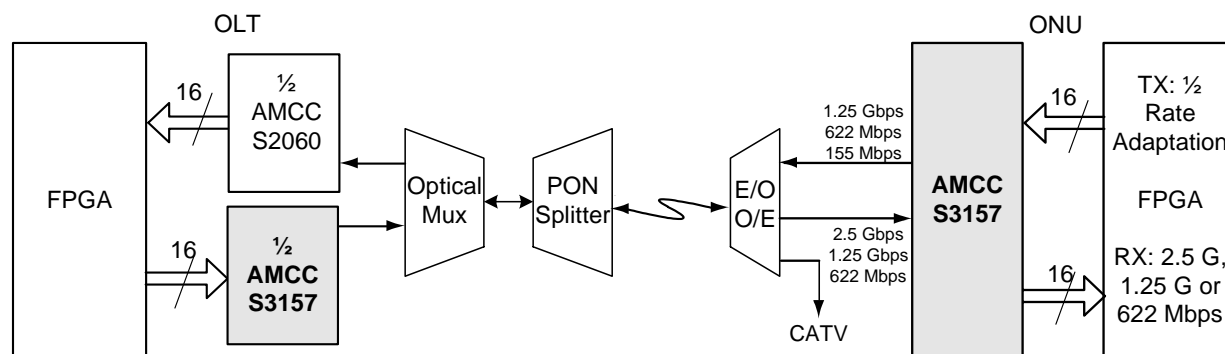 OLT
ONU
FPGA
16
½
AMCC
S2060
16
½
AMCC
S3157
Optical
Mux
PON
Splitter
E/O
O/E
1.25 Gbps
622 Mbps
155 Mbps
2.5 Gbps
1.25 Gbps
622 Mbps
CATV
AMCC
S3157
16
16
TX: ½
Rate
Adaptation
FPGA
RX: 2.5 G,
1.25 G or
622 Mbps